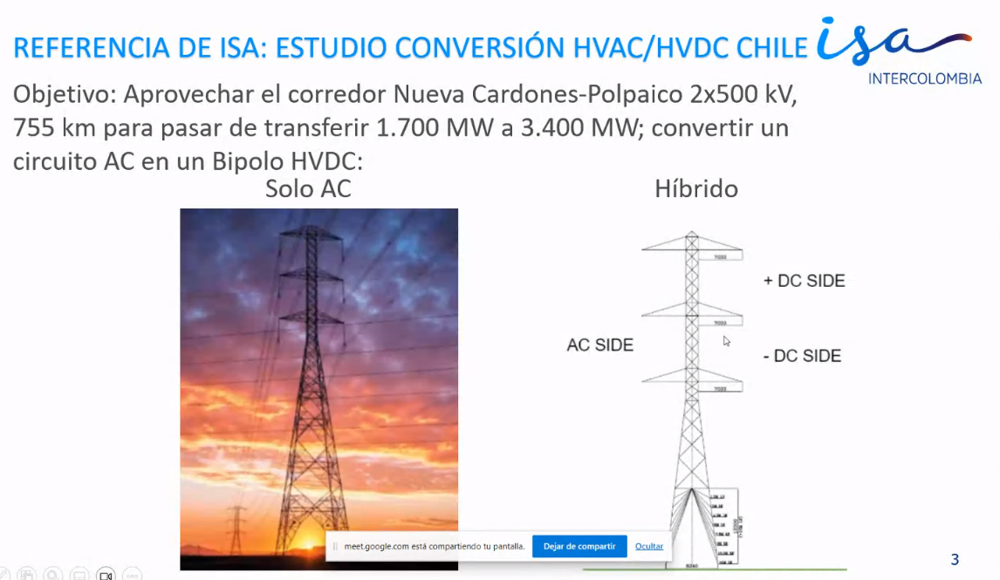 REFERENCIA DE ISA: ESTUDIO CONVERSIÓN HVAC/HVDC CHILE
isa
INTERCOLOMBIA
Objetivo: Aprovechar el corredor Nueva Cardones-Polpaico 2x500 kV,
755 km para pasar de transferir 1.700 MW a 3.400 MW; convertir un
circuito AC en un Bipolo HVDC:
Solo AC
Híbrido
7000
+ DC SIDE
7000
AC SIDE
- DC SIDE
7000
meet.google.com está compartiendo tu pantalla.
Dejar de compartir
Ocultar
3